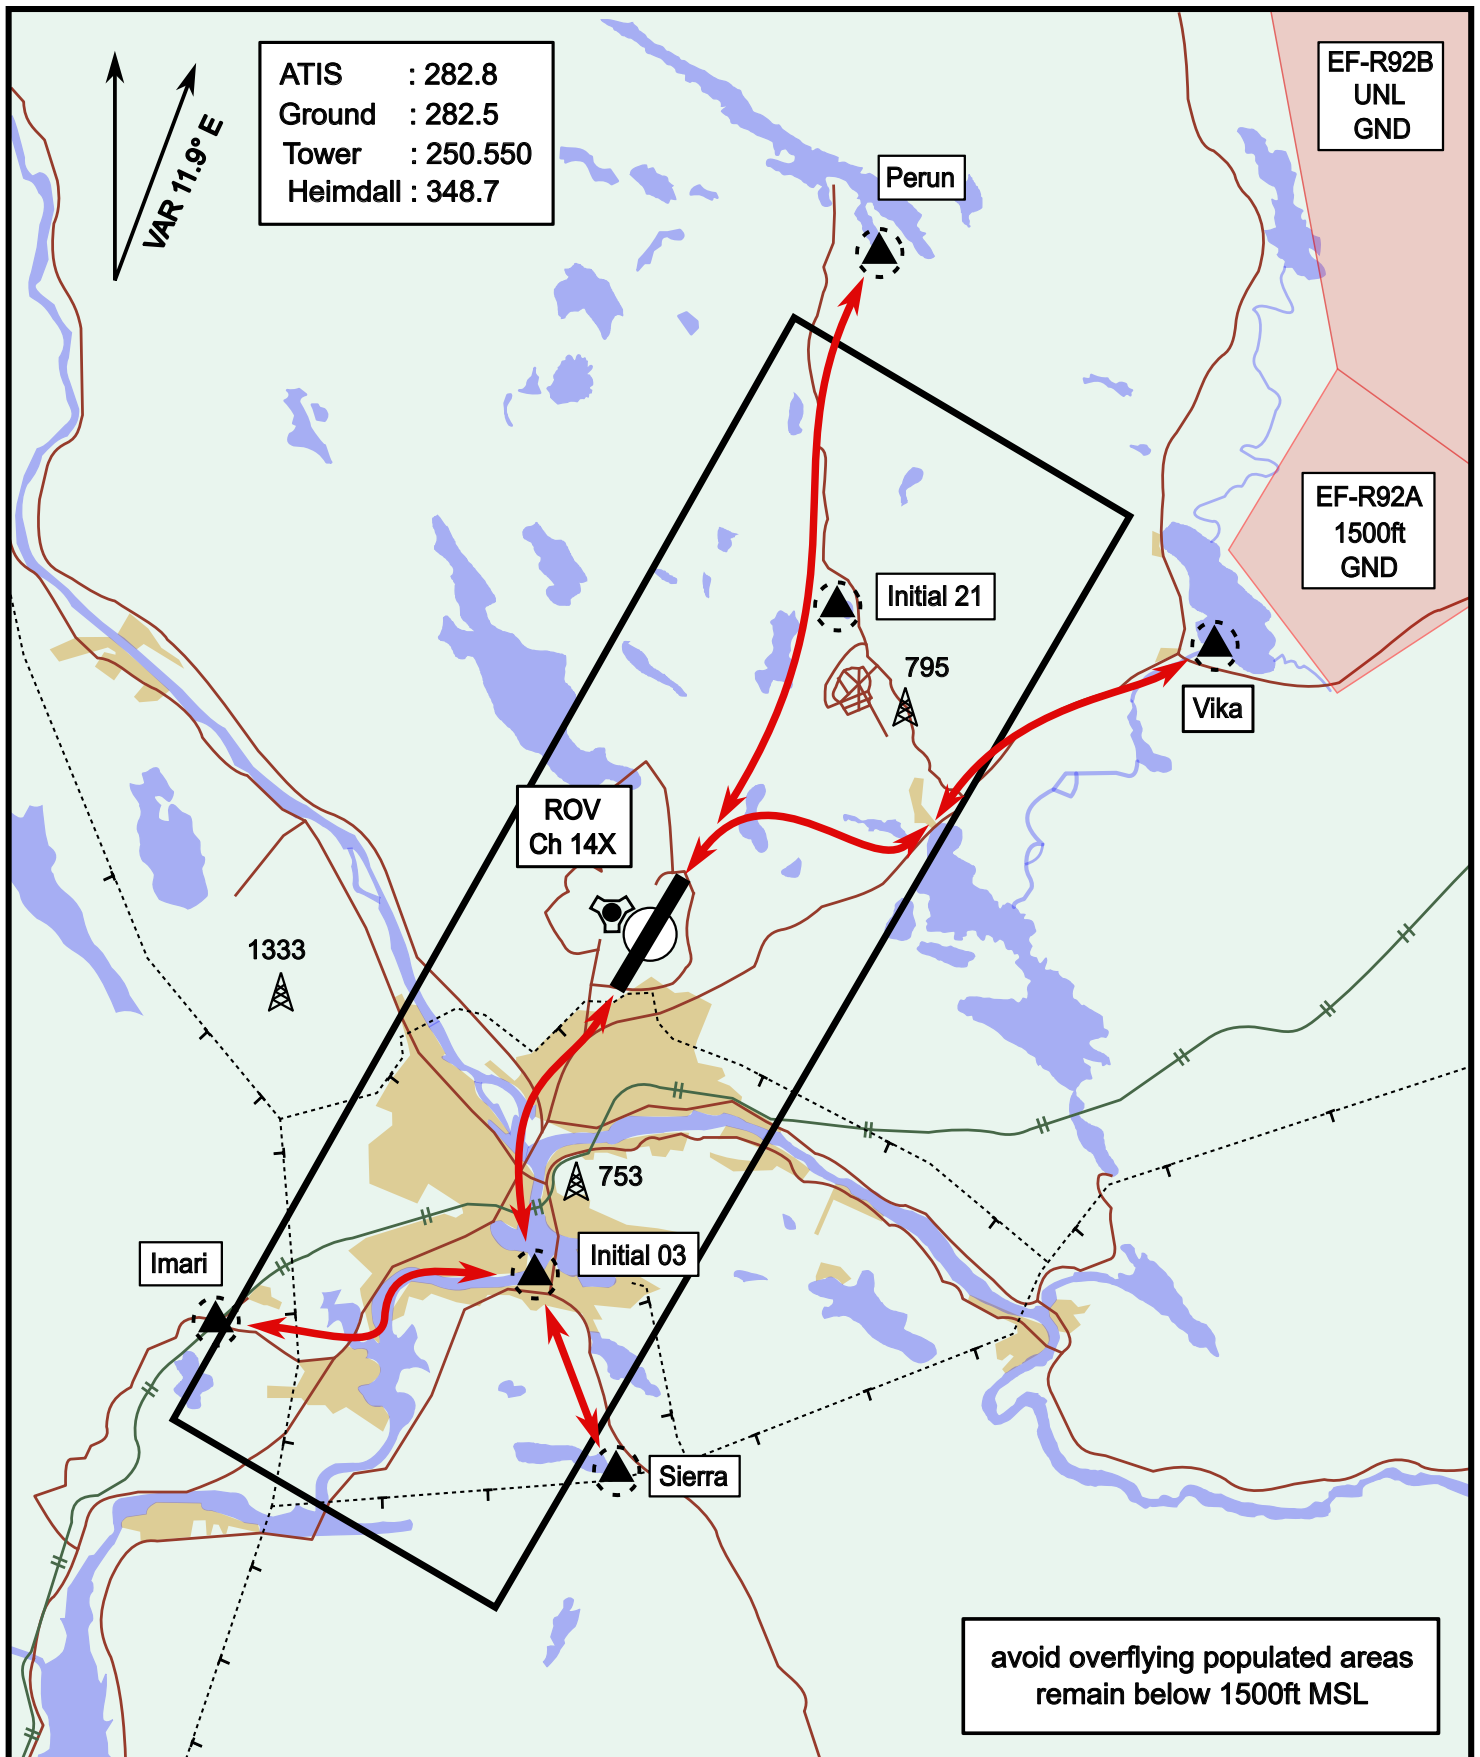 VAR 11.9° E
ATIS : 282.8
Ground : 282.5
Tower : 250.550
Heimdall : 348.7
EF-R92B
UNL
GND
Perun
EF-R92A
1500ft
GND
Initial 21
795
Vika
ROV
Ch 14X
1333
753
Initial 03
Imari
Sierra
avoid overflying populated areas
remain below 1500ft MSL